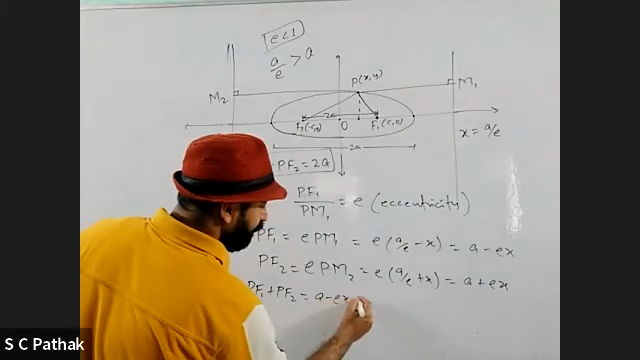 e<1
a/e > a
P(x,y)
M2 M1
2c
F2(-c,0) O F1(c,0)
x = a/e
2a
PF2 = 2a
PF1/PM1 = e (eccentricity)
PF1 = e PM1 = e (a/e - x) = a - ex
PF2 = e PM2 = e (a/e + x) = a + ex
PF1 + PF2 = a - ex
S C Pathak